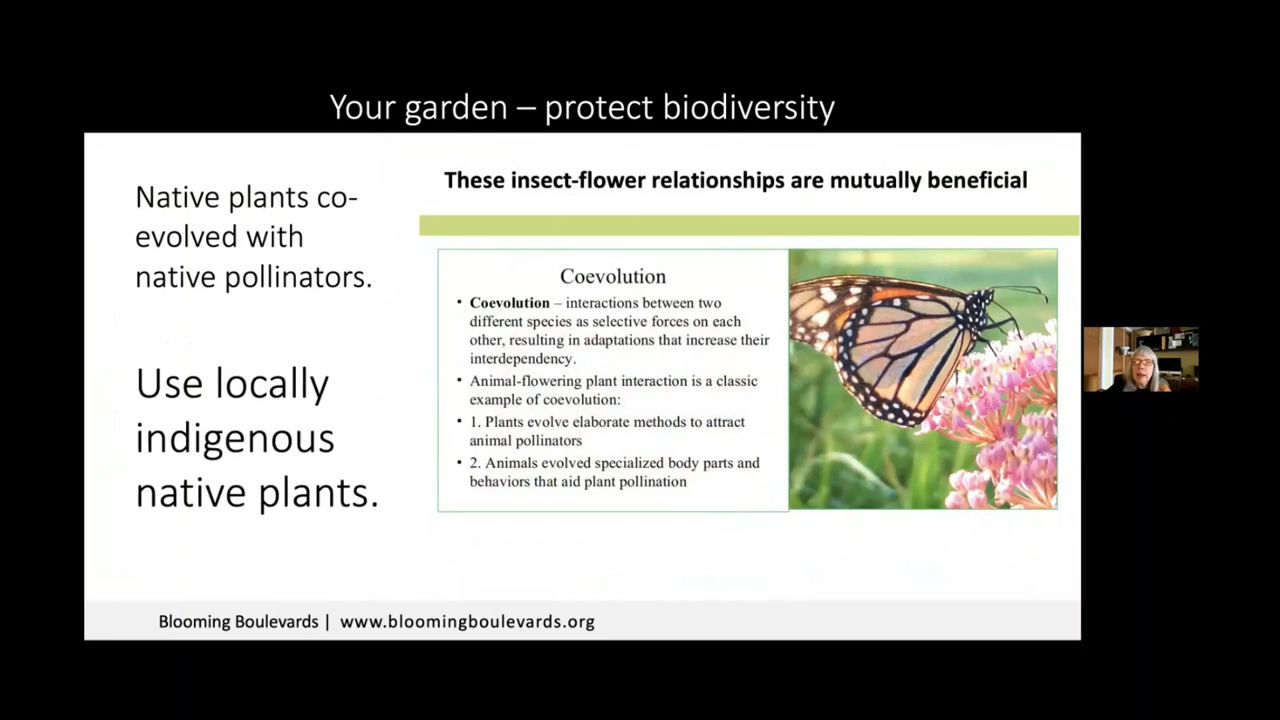 Your garden – protect biodiversity
Native plants co-
evolved with
native pollinators.
Use locally
indigenous
native plants.
These insect-flower relationships are mutually beneficial
Coevolution
• Coevolution – interactions between two
different species as selective forces on each
other, resulting in adaptations that increase their
interdependency.
• Animal-flowering plant interaction is a classic
example of coevolution:
• 1. Plants evolve elaborate methods to attract
animal pollinators
• 2. Animals evolved specialized body parts and
behaviors that aid plant pollination
Blooming Boulevards | www.bloomingboulevards.org